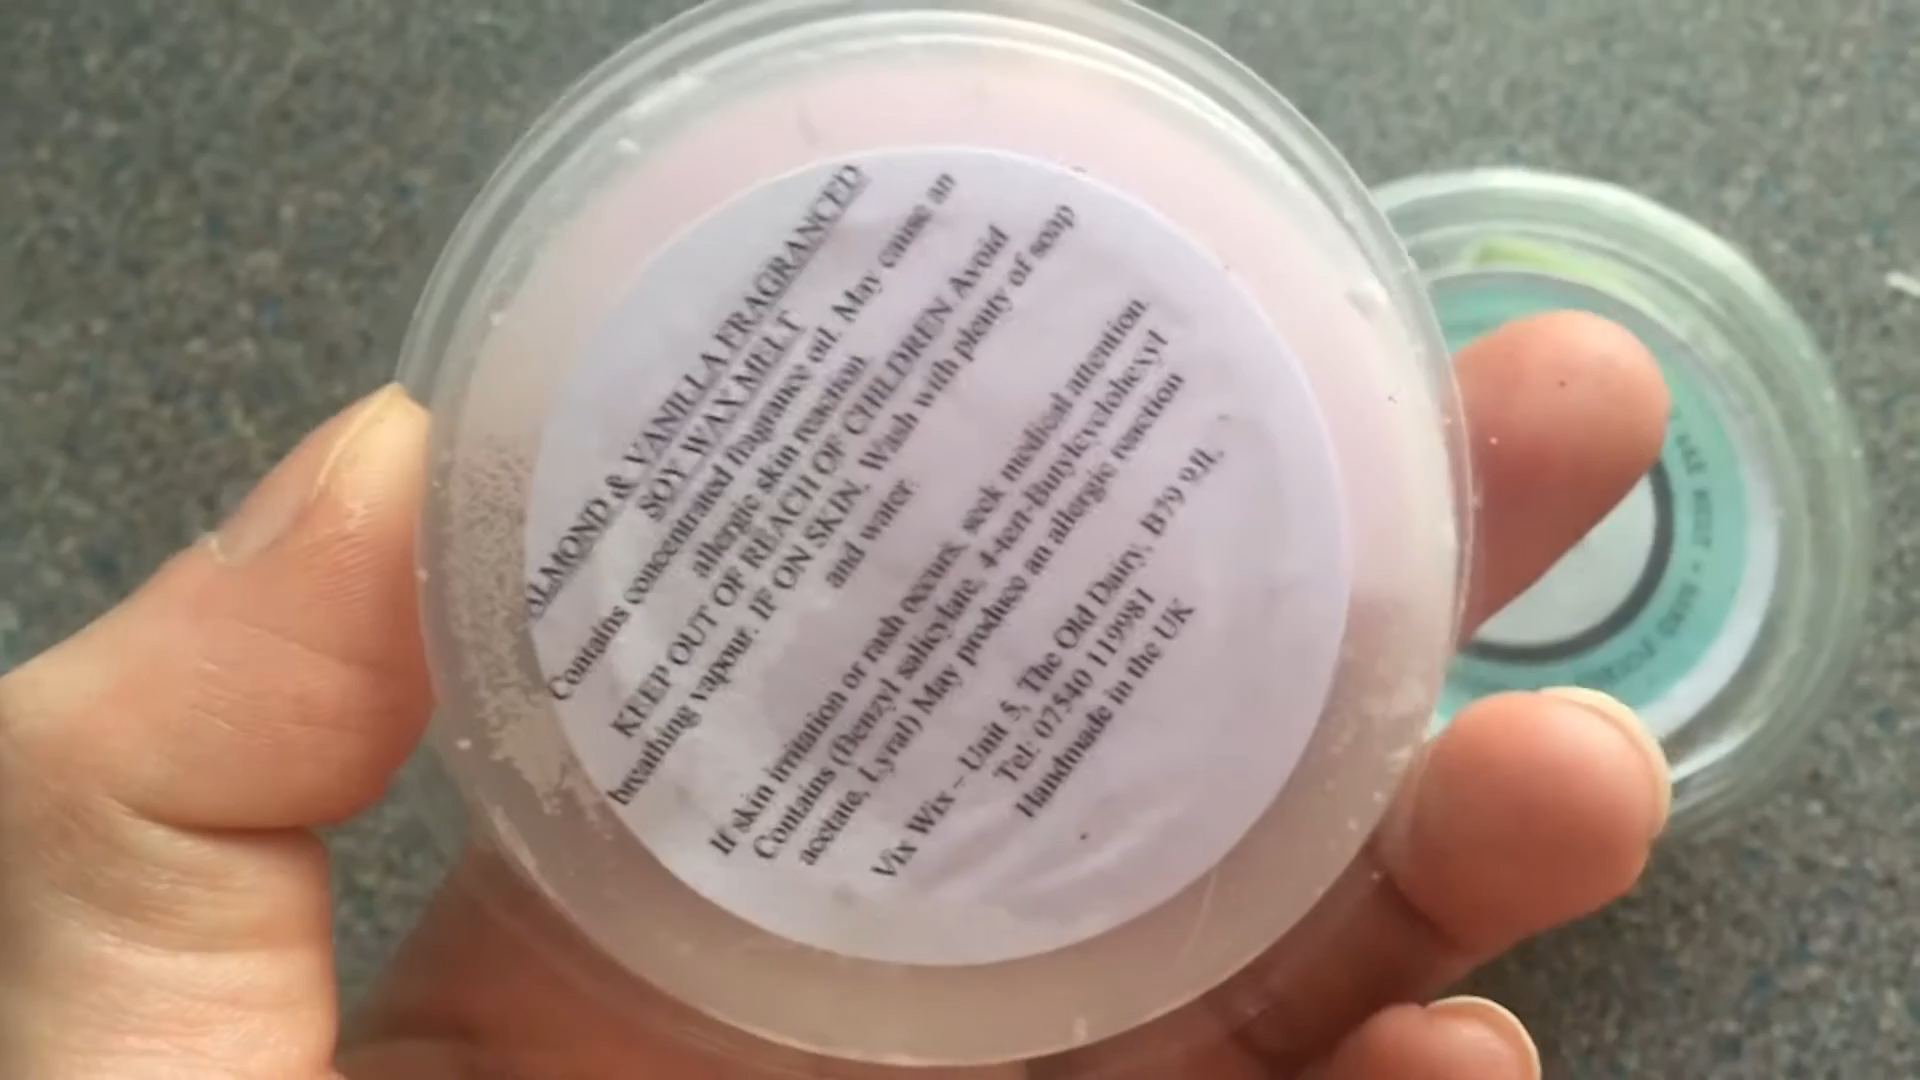 ALMOND & VANILLA FRAGRANCED
SOY WAX MELT
Contains concentrated fragrance oil. May cause an
allergic skin reaction
KEEP OUT OF REACH OF CHILDREN Avoid
breathing vapour. IF ON SKIN, Wash with plenty of soap
and water.
If skin irritation or rash occurs, seek medical attention.
Contains (Benzyl salicylate, 4-tert-Butylcyclohexyl
acetate, Lyral) May produce an allergic reaction
Vix Wix – Unit 5, The Old Dairy, B79 9JL
Tel: 07540 119981
Handmade in the UK